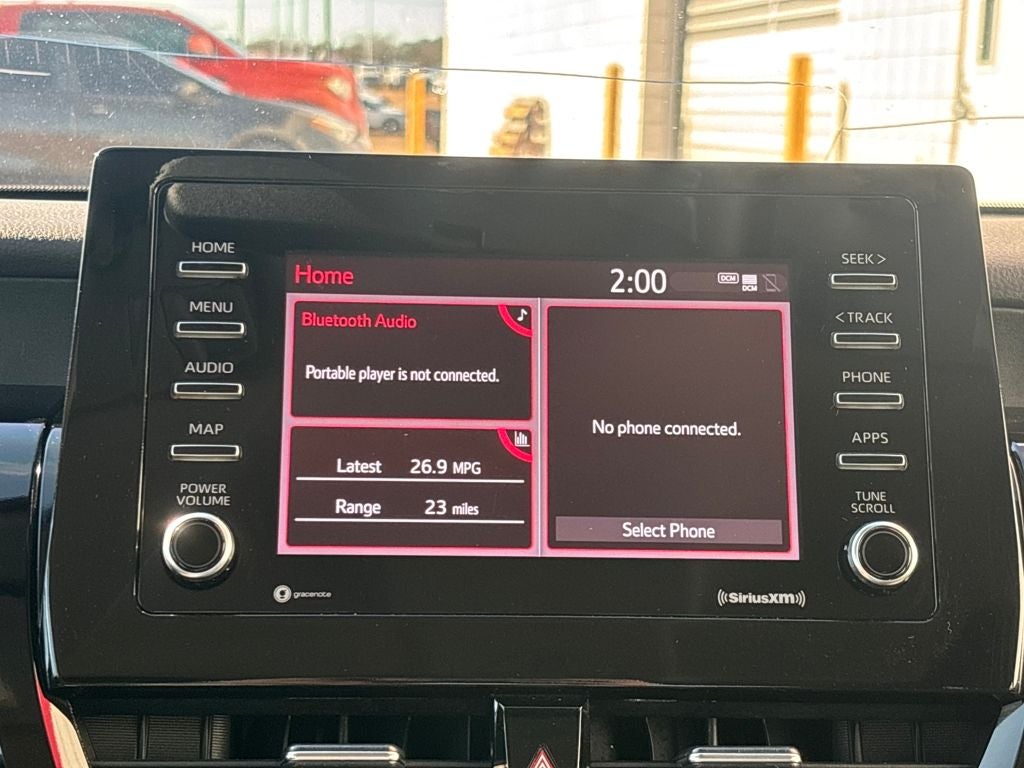 HOME
MENU
AUDIO
MAP
POWER
VOLUME
Home
2:00
DCM
DCM
Bluetooth Audio
Portable player is not connected.
Latest 26.9 MPG
Range 23 miles
No phone connected.
Select Phone
SEEK >
< TRACK
PHONE
APPS
TUNE
SCROLL
gracenote
((SiriusXM))